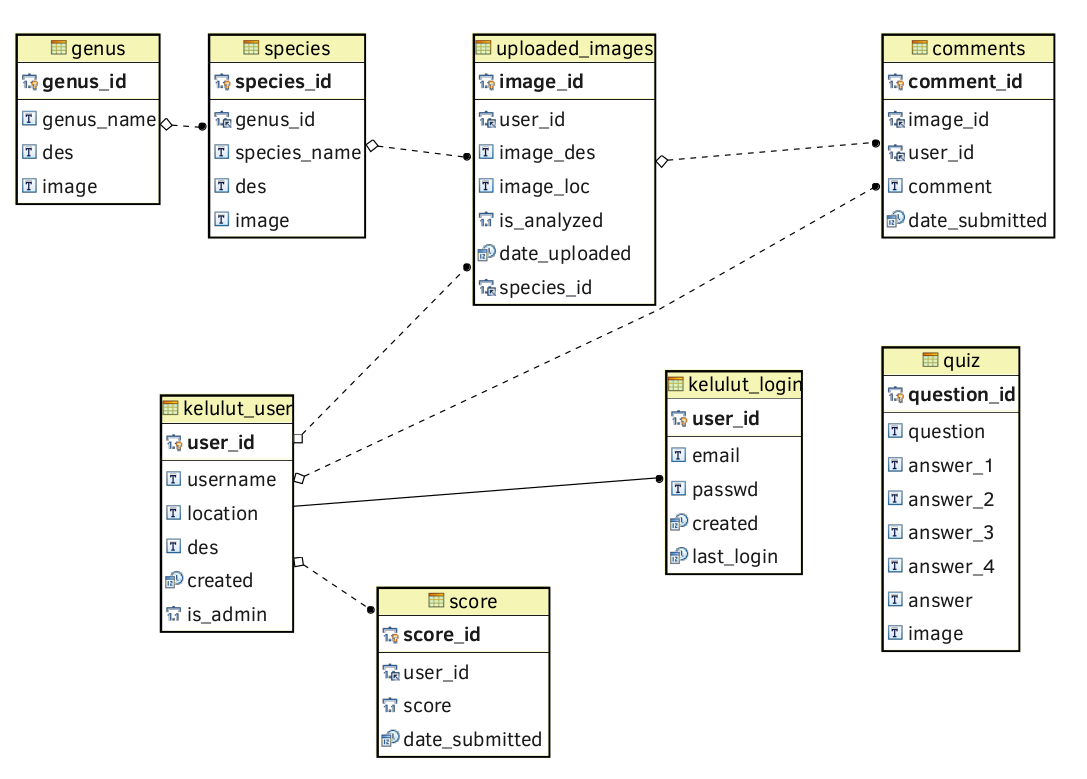 genus
genus_id
genus_name
des
image
species
species_id
genus_id
species_name
des
image
uploaded_images
image_id
user_id
image_des
image_loc
is_analyzed
date_uploaded
species_id
comments
comment_id
image_id
user_id
comment
date_submitted
kelulut_user
user_id
username
location
des
created
is_admin
kelulut_login
user_id
email
passwd
created
last_login
quiz
question_id
question
answer_1
answer_2
answer_3
answer_4
answer
image
score
score_id
user_id
score
date_submitted